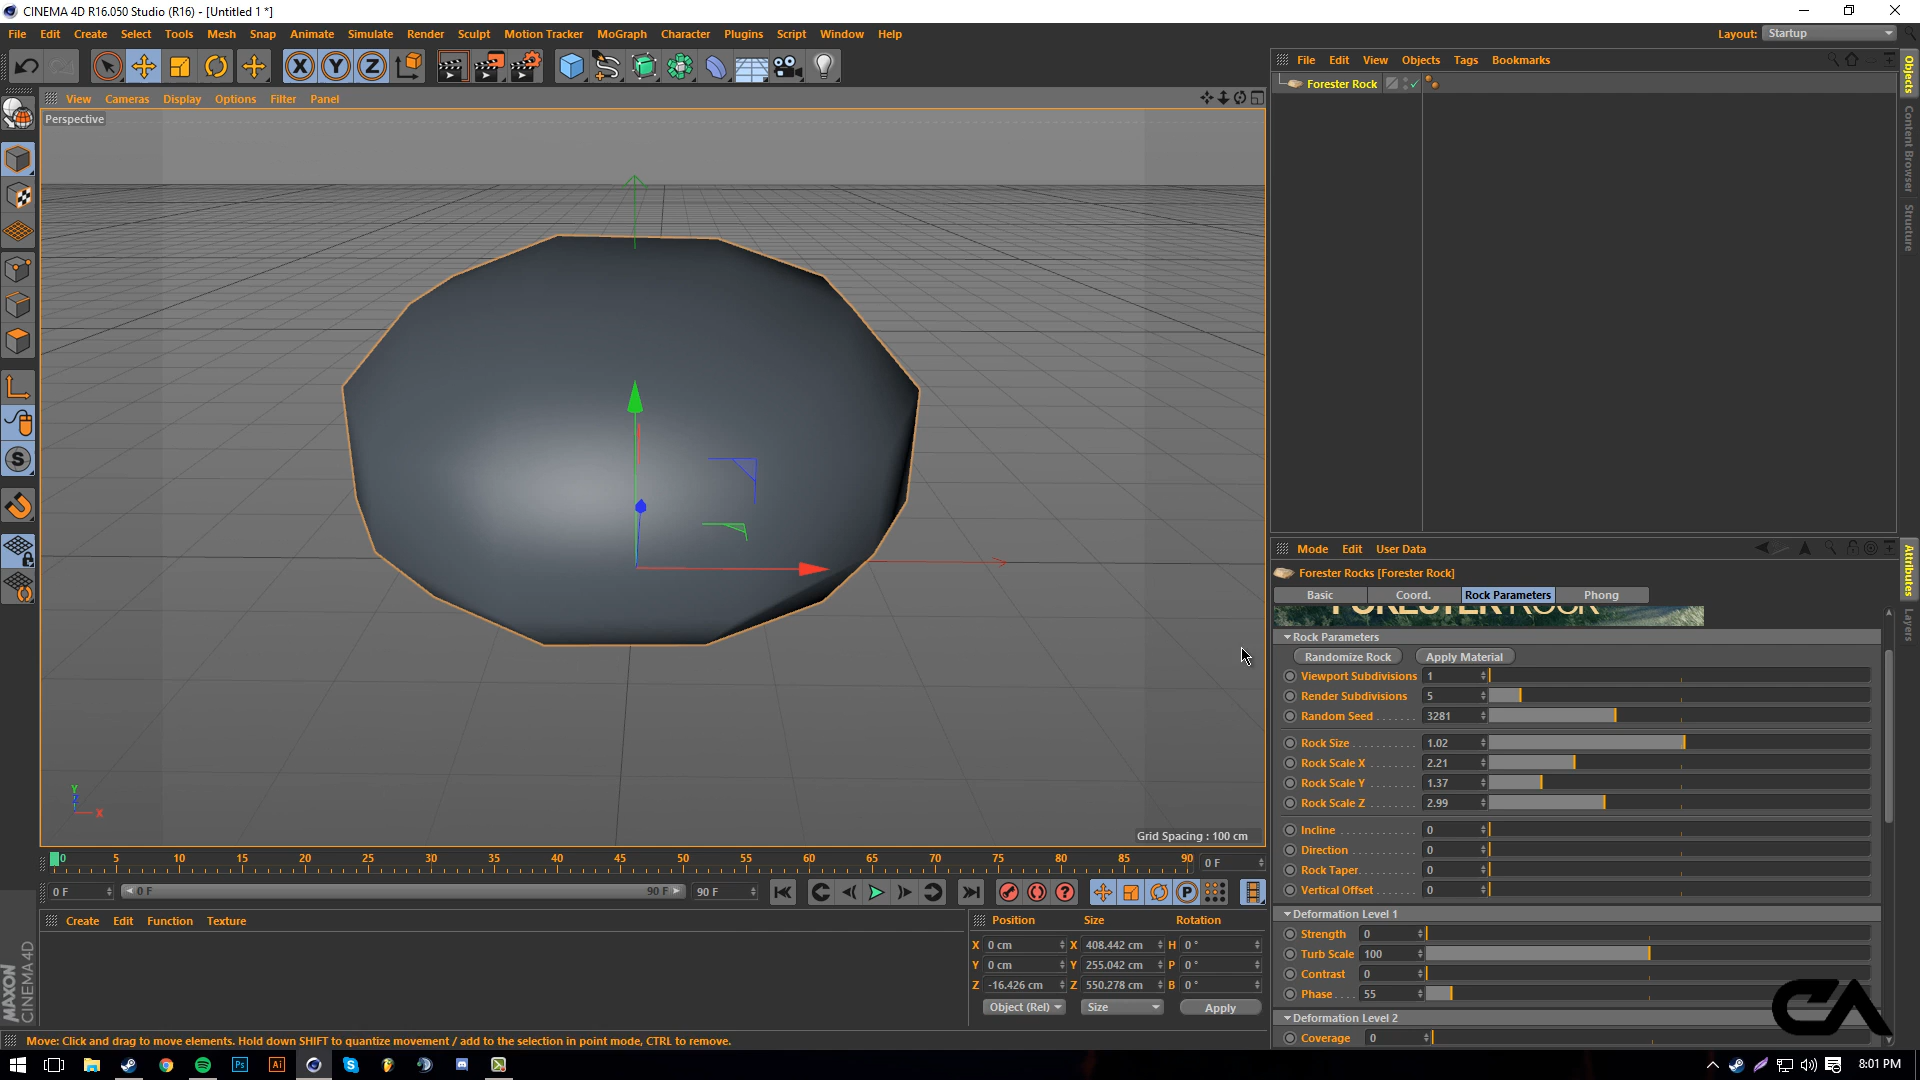 CINEMA 4D R16.050 Studio (R16) - [Untitled 1 *]
File Edit Create Select Tools Mesh Snap Animate Simulate Render Sculpt Motion Tracker MoGraph Character Plugins Script Window Help
Layout: Startup
File Edit View Objects Tags Bookmarks
Forester Rock
View Cameras Display Options Filter Panel
Perspective
Y
Z
X
Grid Spacing : 100 cm
Objects
Content Browser
Structure
Mode Edit User Data
Forester Rocks [Forester Rock]
Basic Coord. Rock Parameters Phong
FORESTER ROCK
Rock Parameters
Randomize Rock Apply Material
Viewport Subdivisions 1
Render Subdivisions 5
Random Seed 3281
Rock Size 1.02
Rock Scale X 2.21
Rock Scale Y 1.37
Rock Scale Z 2.99
Incline 0
Direction 0
Rock Taper 0
Vertical Offset 0
Deformation Level 1
Strength 0
Turb Scale 100
Contrast 0
Phase 55
Deformation Level 2
Coverage 0
Attributes
Layers
0 5 10 15 20 25 30 35 40 45 50 55 60 65 70 75 80 85 90 0 F
0 F 0 F 90 F 90 F
Create Edit Function Texture
Position Size Rotation
X 0 cm X 408.442 cm H 0 °
Y 0 cm Y 255.042 cm P 0 °
Z -16.426 cm Z 550.278 cm B 0 °
Object (Rel) Size Apply
MAXON
CINEMA 4D
Move: Click and drag to move elements. Hold down SHIFT to quantize movement / add to the selection in point mode, CTRL to remove.
CA
8:01 PM